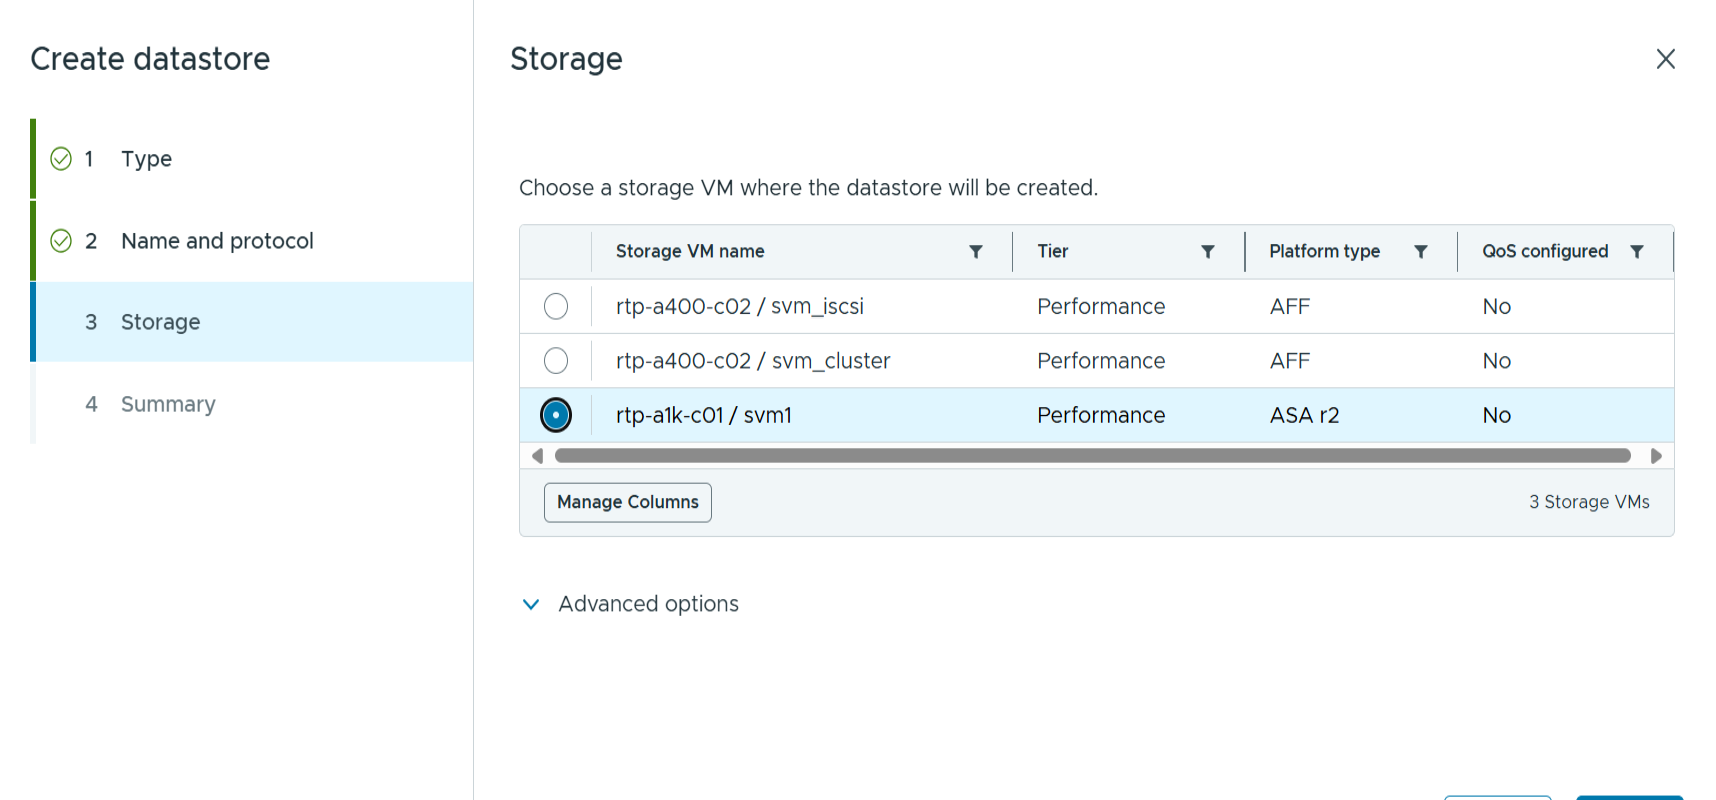 Create datastore
1 Type
2 Name and protocol
3 Storage
4 Summary
Storage
Choose a storage VM where the datastore will be created.
Storage VM name Tier Platform type QoS configured
rtp-a400-c02 / svm_iscsi Performance AFF No
rtp-a400-c02 / svm_cluster Performance AFF No
rtp-a1k-c01 / svm1 Performance ASA r2 No
Manage Columns 3 Storage VMs
Advanced options